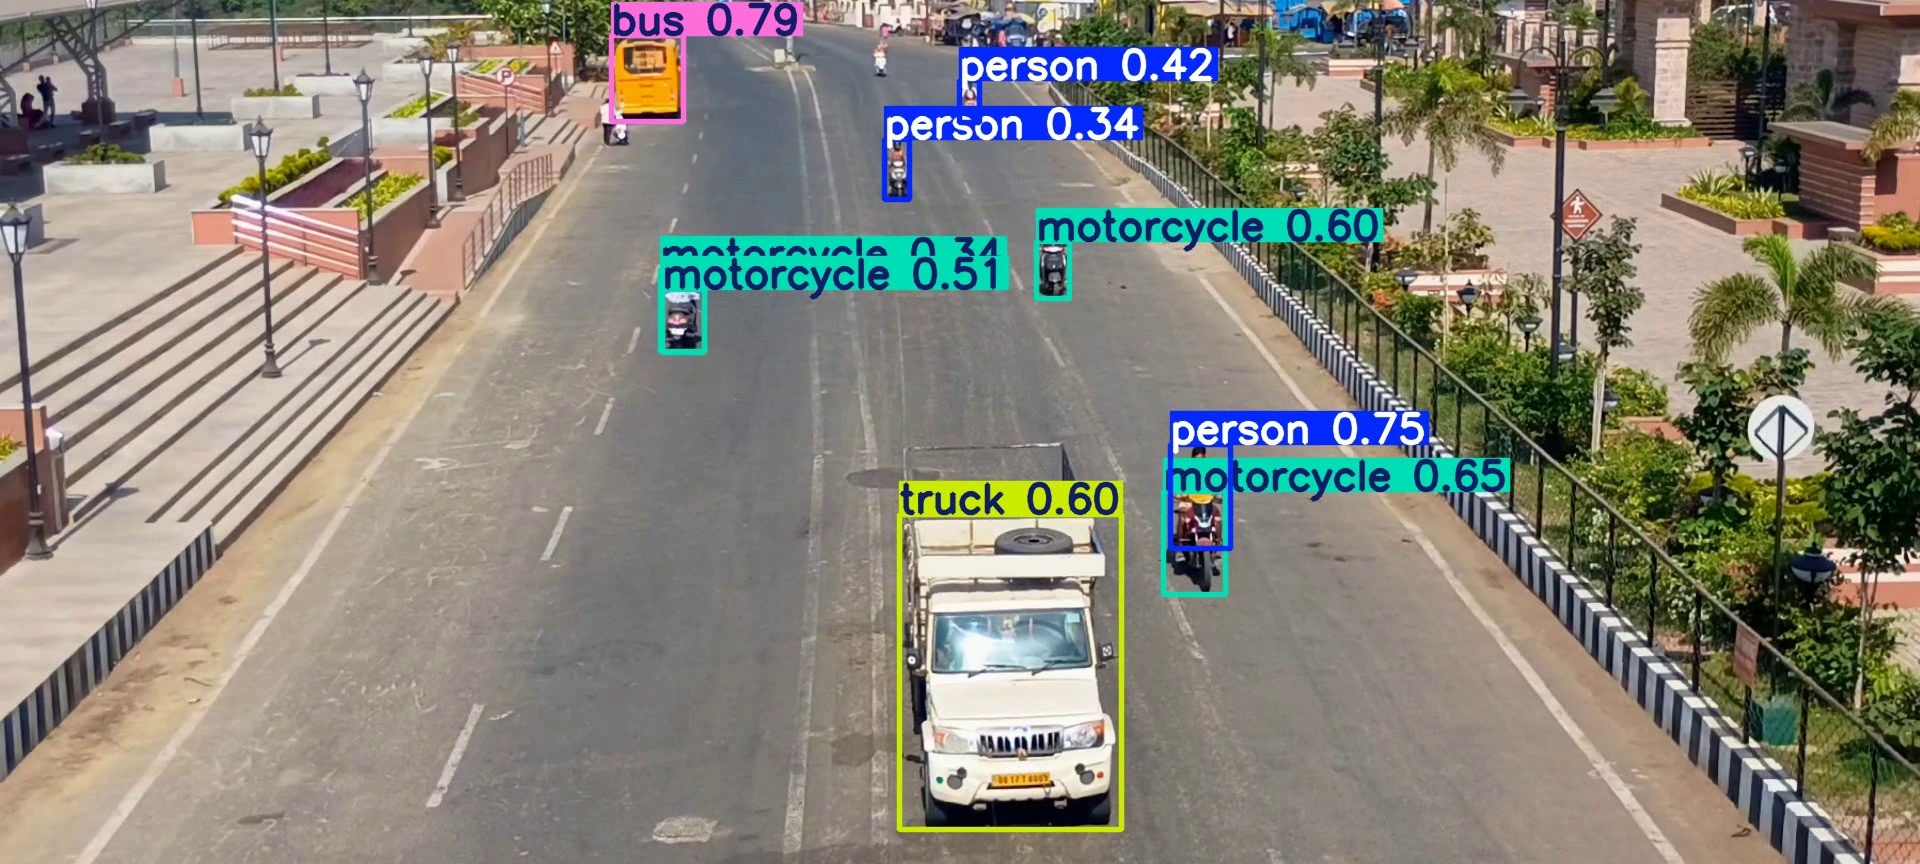 bus 0.79
person 0.42
person 0.34
motorcycle 0.60
motorcycle 0.34
motorcycle 0.51
person 0.75
motorcycle 0.65
truck 0.60
P